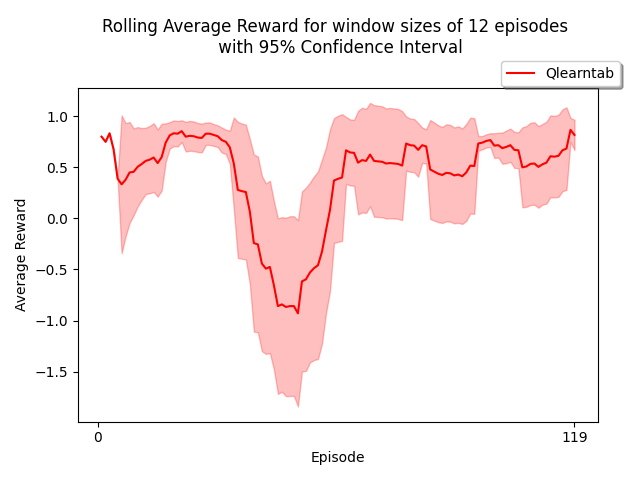 Rolling Average Reward for window sizes of 12 episodes
with 95% Confidence Interval
Qlearntab
1.0
0.5
0.0
−0.5
−1.0
−1.5
Average Reward
0
119
Episode